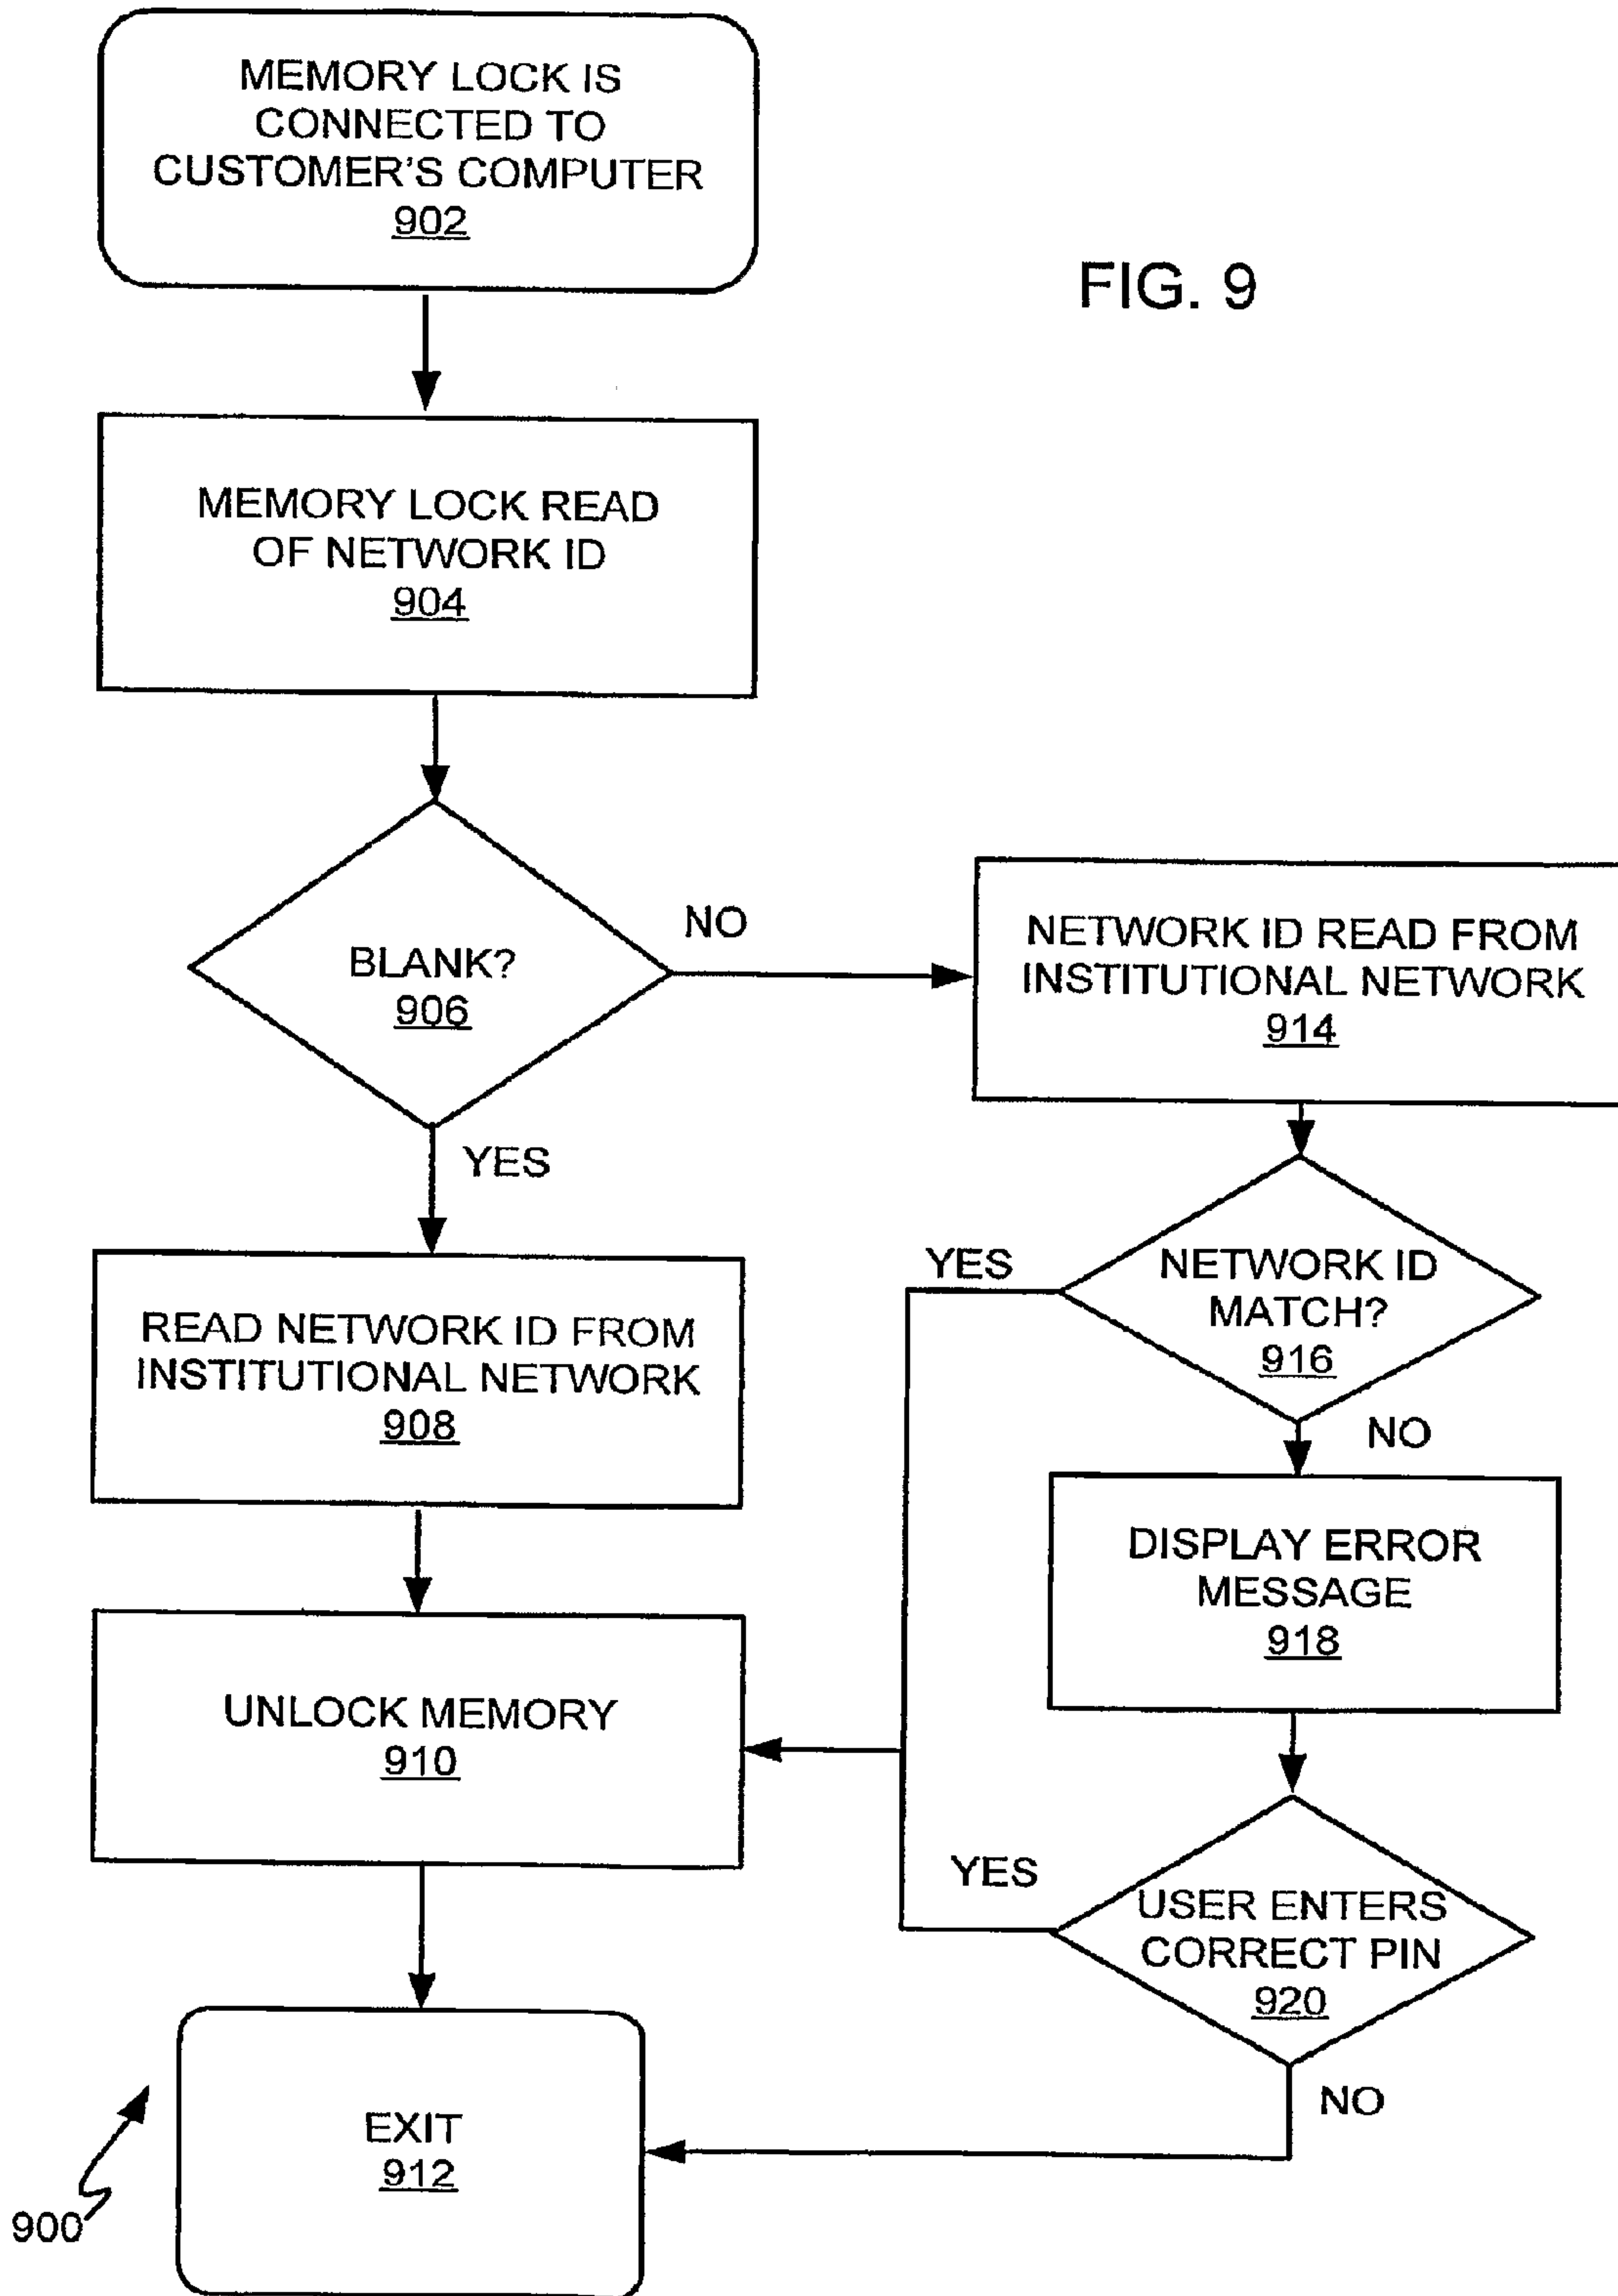 MEMORY LOCK IS
CONNECTED TO
CUSTOMER'S COMPUTER
902
FIG. 9
MEMORY LOCK READ
OF NETWORK ID
904
BLANK?
906
NO
YES
NETWORK ID READ FROM
INSTITUTIONAL NETWORK
914
READ NETWORK ID FROM
INSTITUTIONAL NETWORK
908
YES
NETWORK ID
MATCH?
916
NO
DISPLAY ERROR
MESSAGE
918
UNLOCK MEMORY
910
YES
USER ENTERS
CORRECT PIN
920
NO
EXIT
912
900